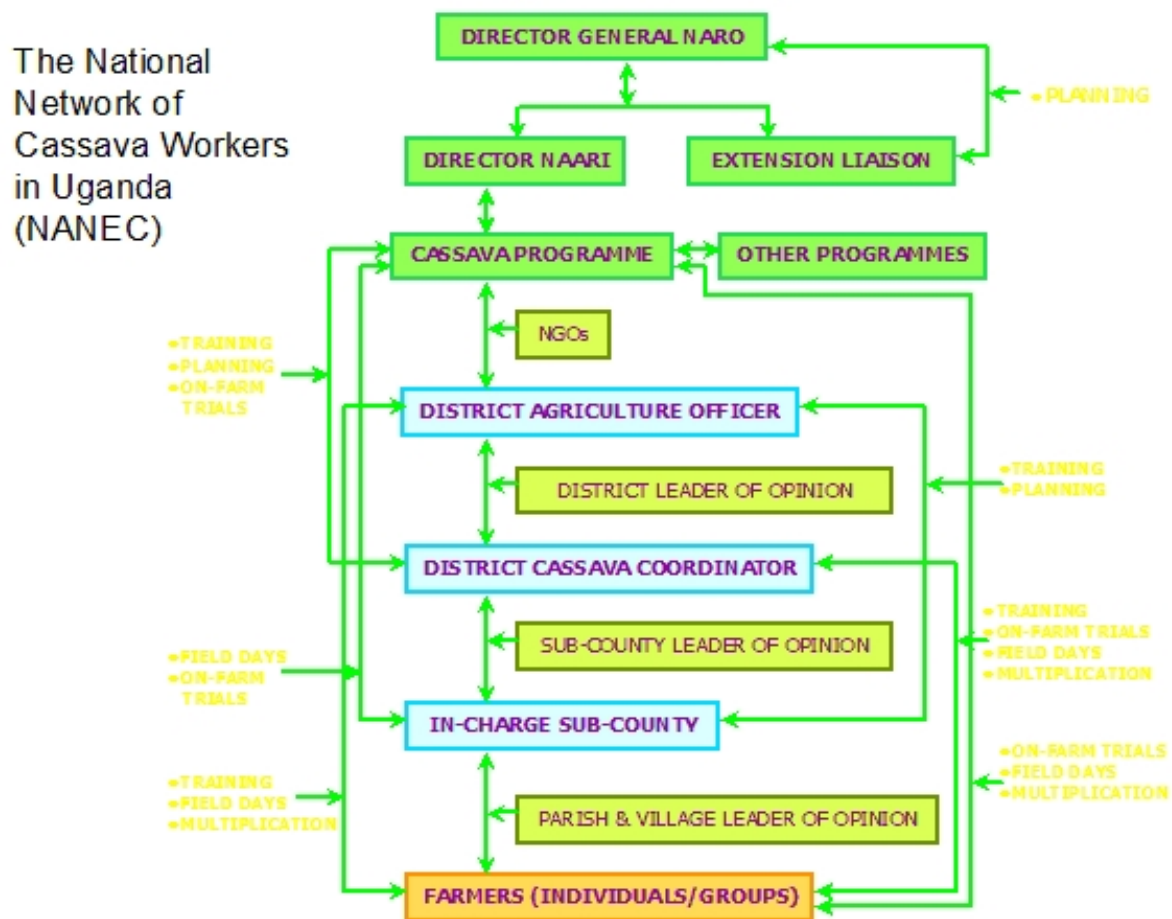 The National
Network of
Cassava Workers
in Uganda
(NANEC)
DIRECTOR GENERAL NARO
●PLANNING
DIRECTOR NAARI
EXTENSION LIAISON
CASSAVA PROGRAMME
OTHER PROGRAMMES
NGOs
●TRAINING
●PLANNING
●ON-FARM
TRIALS
DISTRICT AGRICULTURE OFFICER
DISTRICT LEADER OF OPINION
●TRAINING
●PLANNING
DISTRICT CASSAVA COORDINATOR
SUB-COUNTY LEADER OF OPINION
●TRAINING
●ON-FARM TRIALS
●FIELD DAYS
●MULTIPLICATION
●FIELD DAYS
●ON-FARM
TRIALS
IN-CHARGE SUB-COUNTY
●ON-FARM TRIALS
●FIELD DAYS
●MULTIPLICATION
●TRAINING
●FIELD DAYS
●MULTIPLICATION
PARISH & VILLAGE LEADER OF OPINION
FARMERS (INDIVIDUALS/GROUPS)